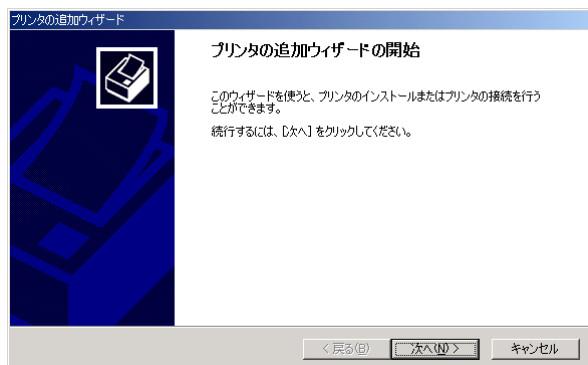 プリンタの追加ウィザード
プリンタの追加ウィザードの開始
このウィザードを使うと、プリンタのインストールまたはプリンタの接続を行う
ことができます。
続行するには、[次へ] をクリックしてください。
< 戻る(B)
次へ(N) >
キャンセル